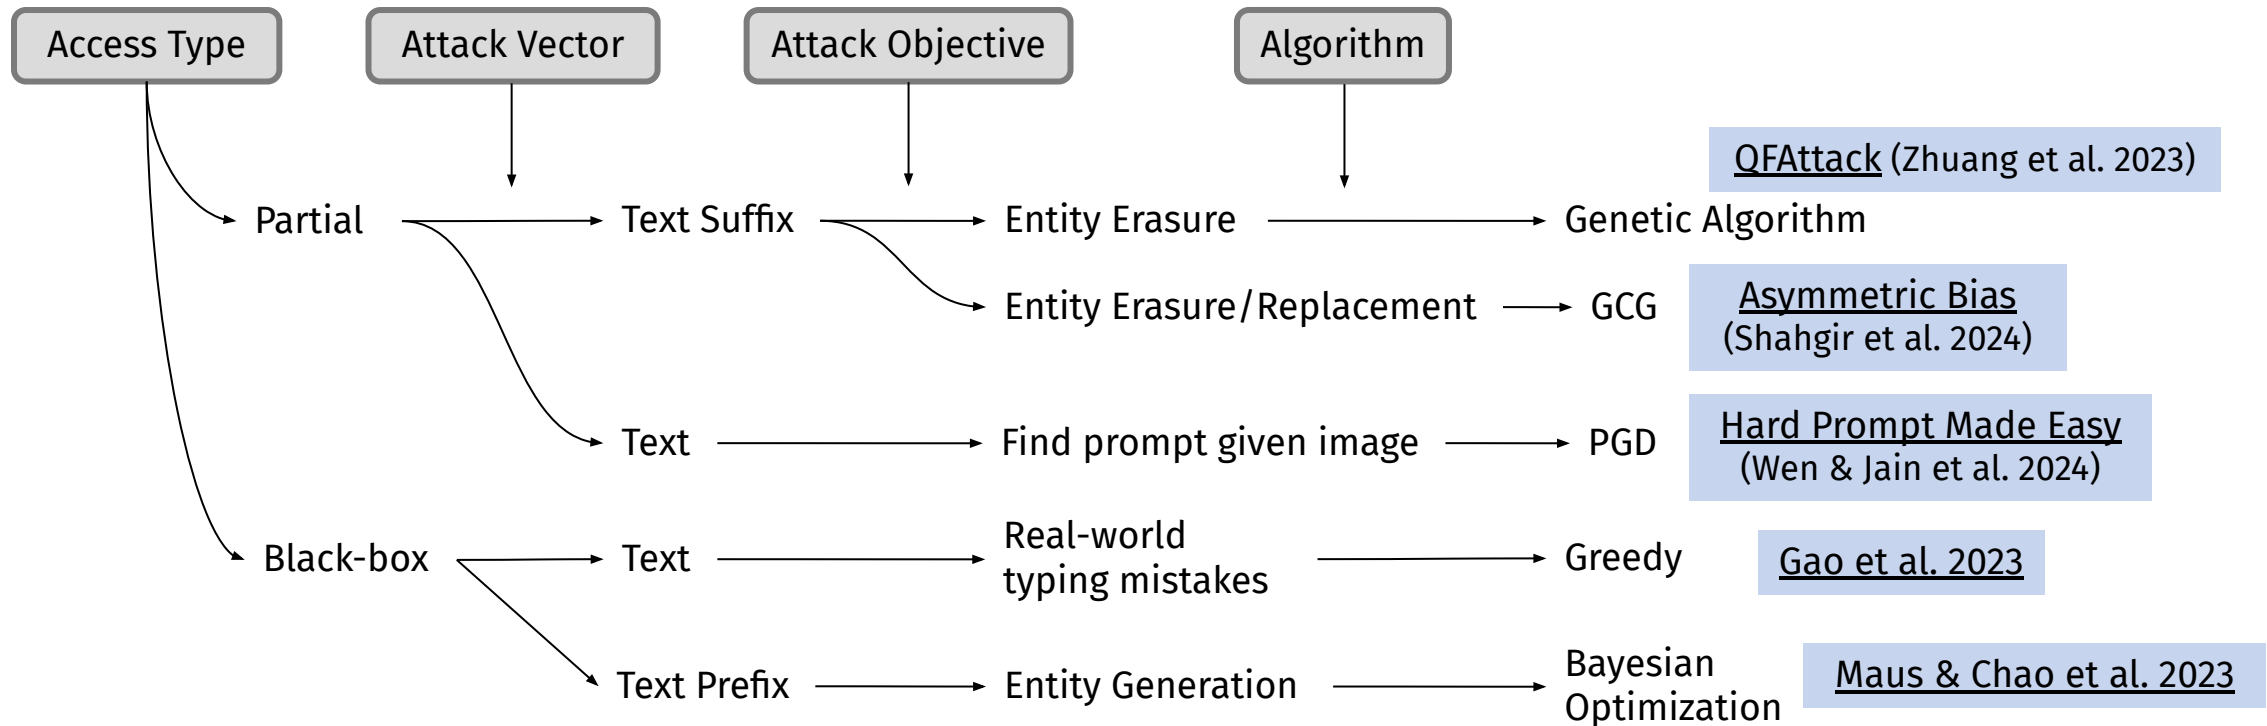 Access Type
Attack Vector
Attack Objective
Algorithm
QFAttack (Zhuang et al. 2023)
Partial
Text Suffix
Entity Erasure
Genetic Algorithm
Entity Erasure/Replacement
GCG
Asymmetric Bias
(Shahgir et al. 2024)
Text
Find prompt given image
PGD
Hard Prompt Made Easy
(Wen & Jain et al. 2024)
Black-box
Text
Real-world
typing mistakes
Greedy
Gao et al. 2023
Text Prefix
Entity Generation
Bayesian
Optimization
Maus & Chao et al. 2023